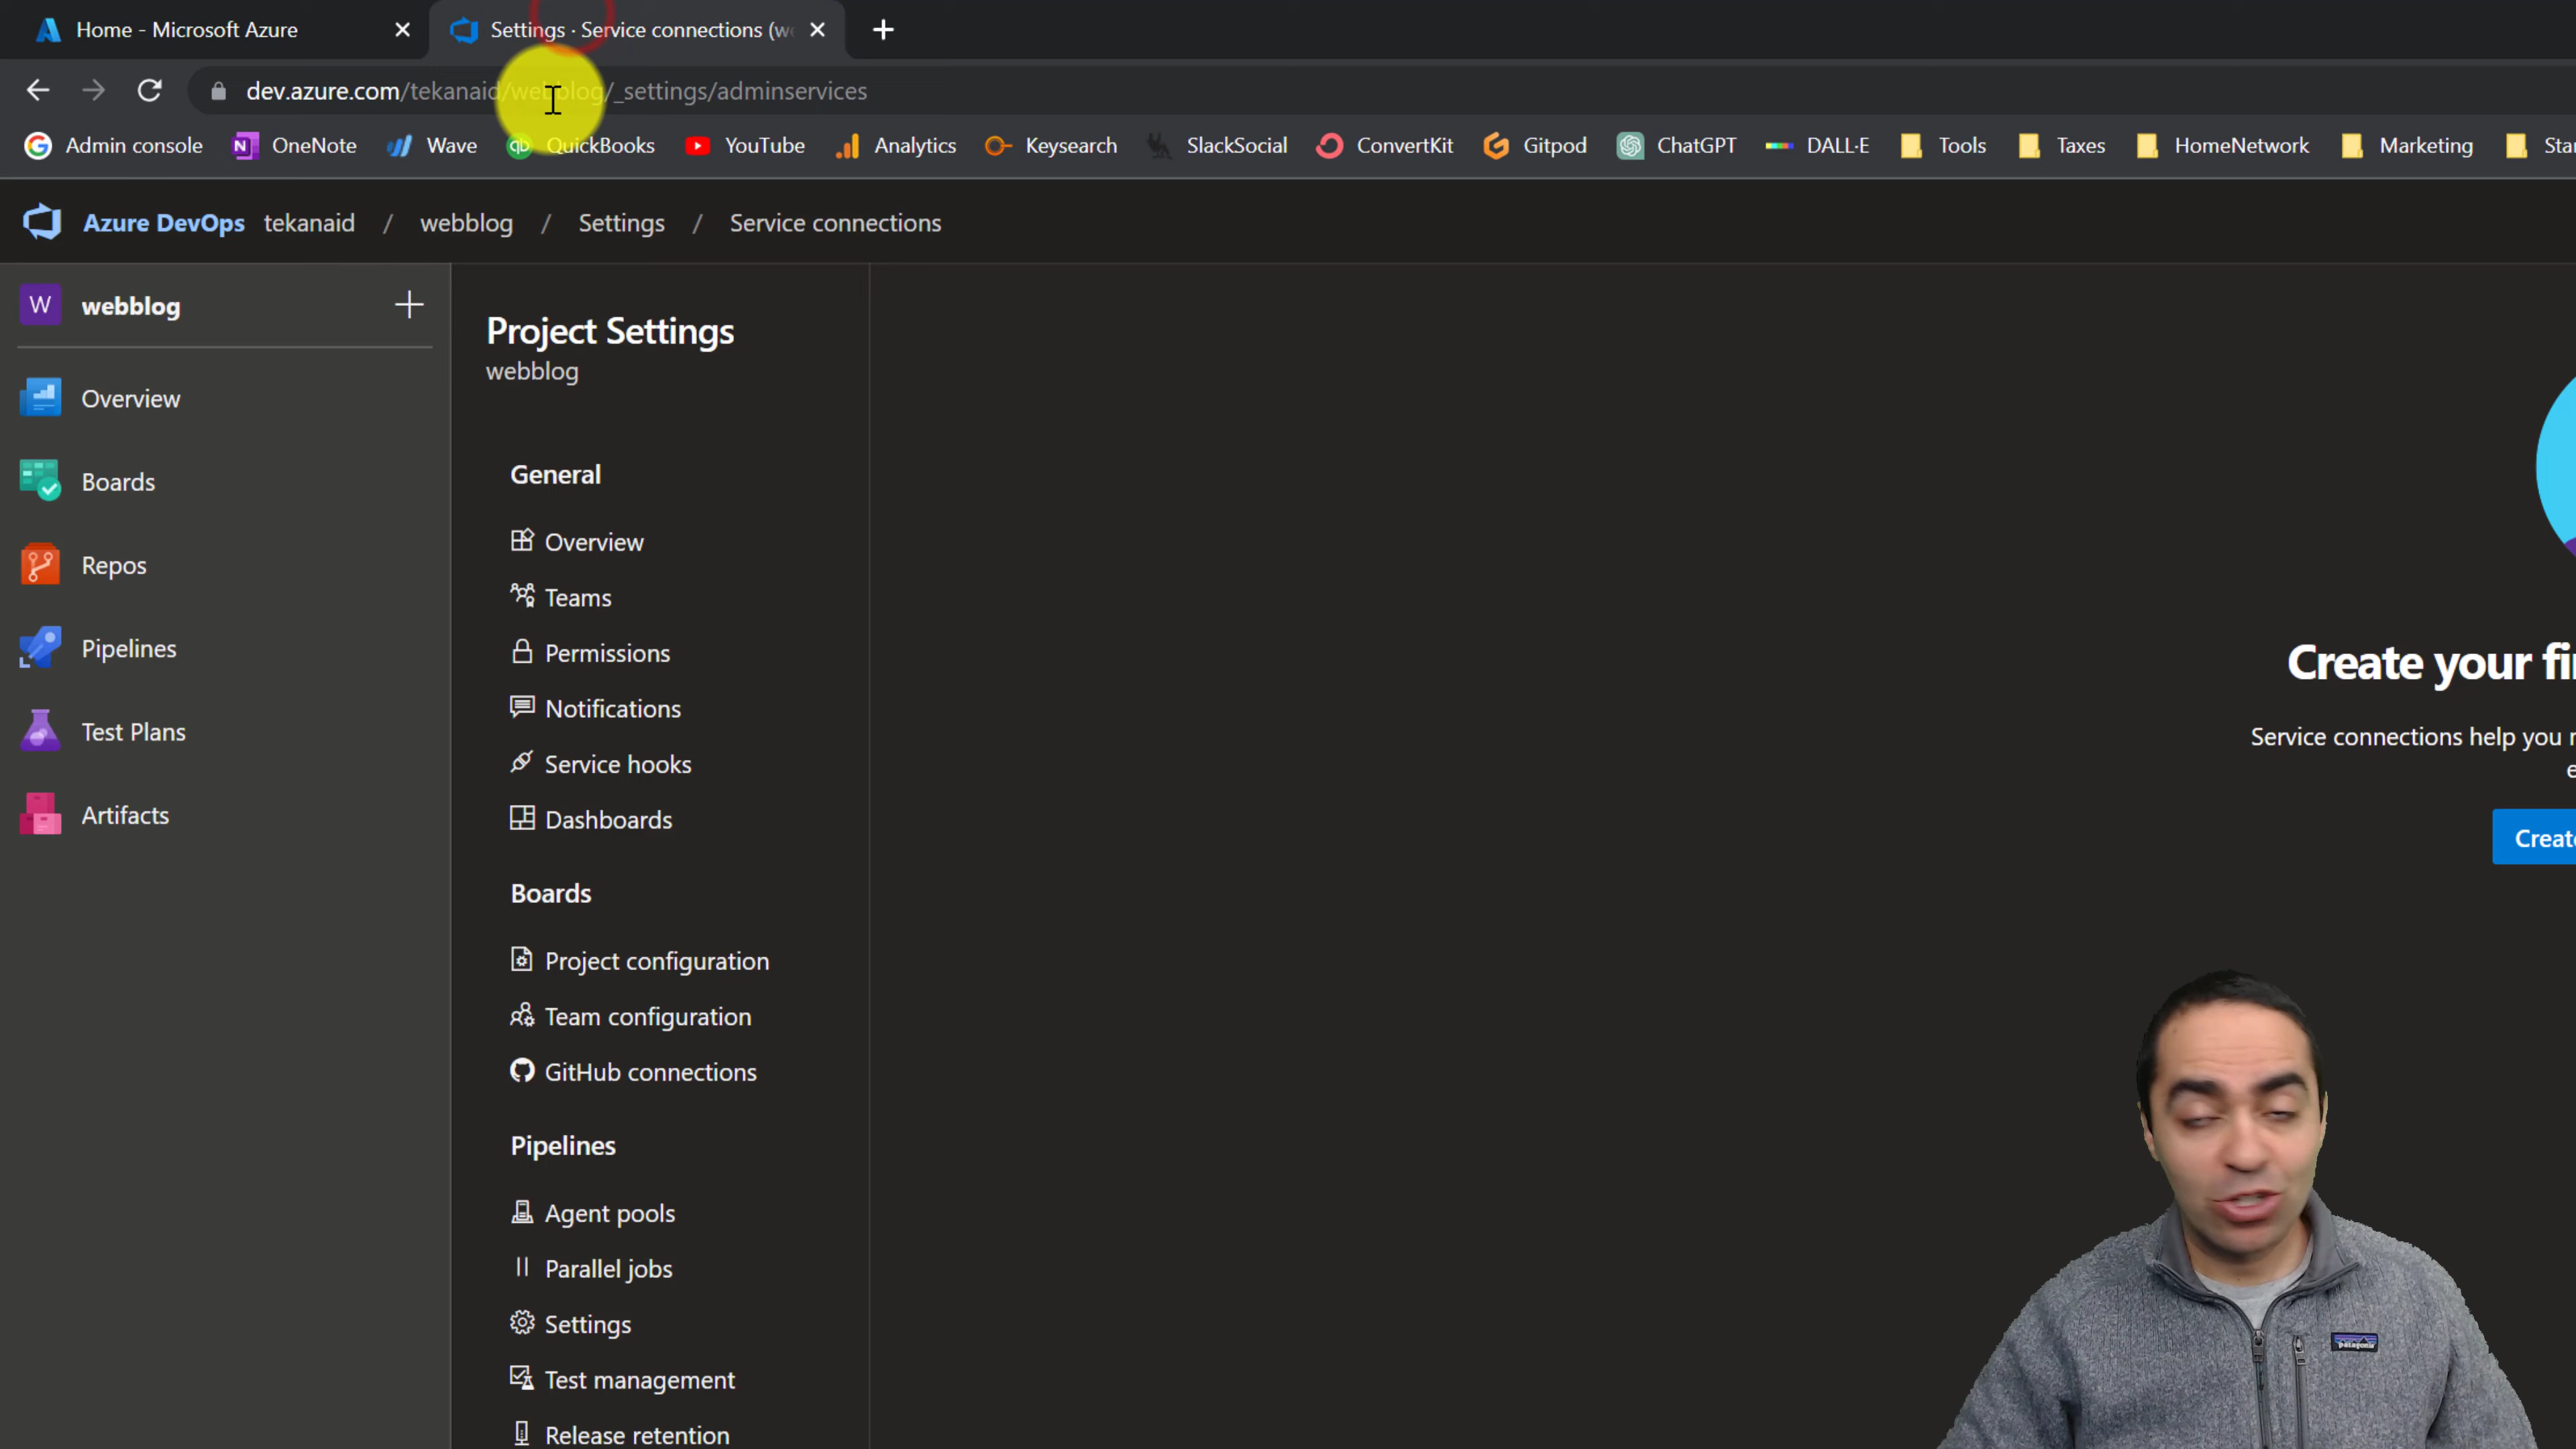 Home - Microsoft Azure
Settings · Service connections (we
dev.azure.com/tekanaid/webblog/_settings/adminservices
Admin console OneNote Wave QuickBooks YouTube Analytics Keysearch SlackSocial ConvertKit Gitpod ChatGPT DALL·E Tools Taxes HomeNetwork Marketing Star
Azure DevOps tekanaid / webblog / Settings / Service connections
W webblog
Overview
Boards
Repos
Pipelines
Test Plans
Artifacts
Project Settings
webblog
General
Overview
Teams
Permissions
Notifications
Service hooks
Dashboards
Boards
Project configuration
Team configuration
GitHub connections
Pipelines
Agent pools
Parallel jobs
Settings
Test management
Release retention
Create your fi
Service connections help you
e
Create
patagonia